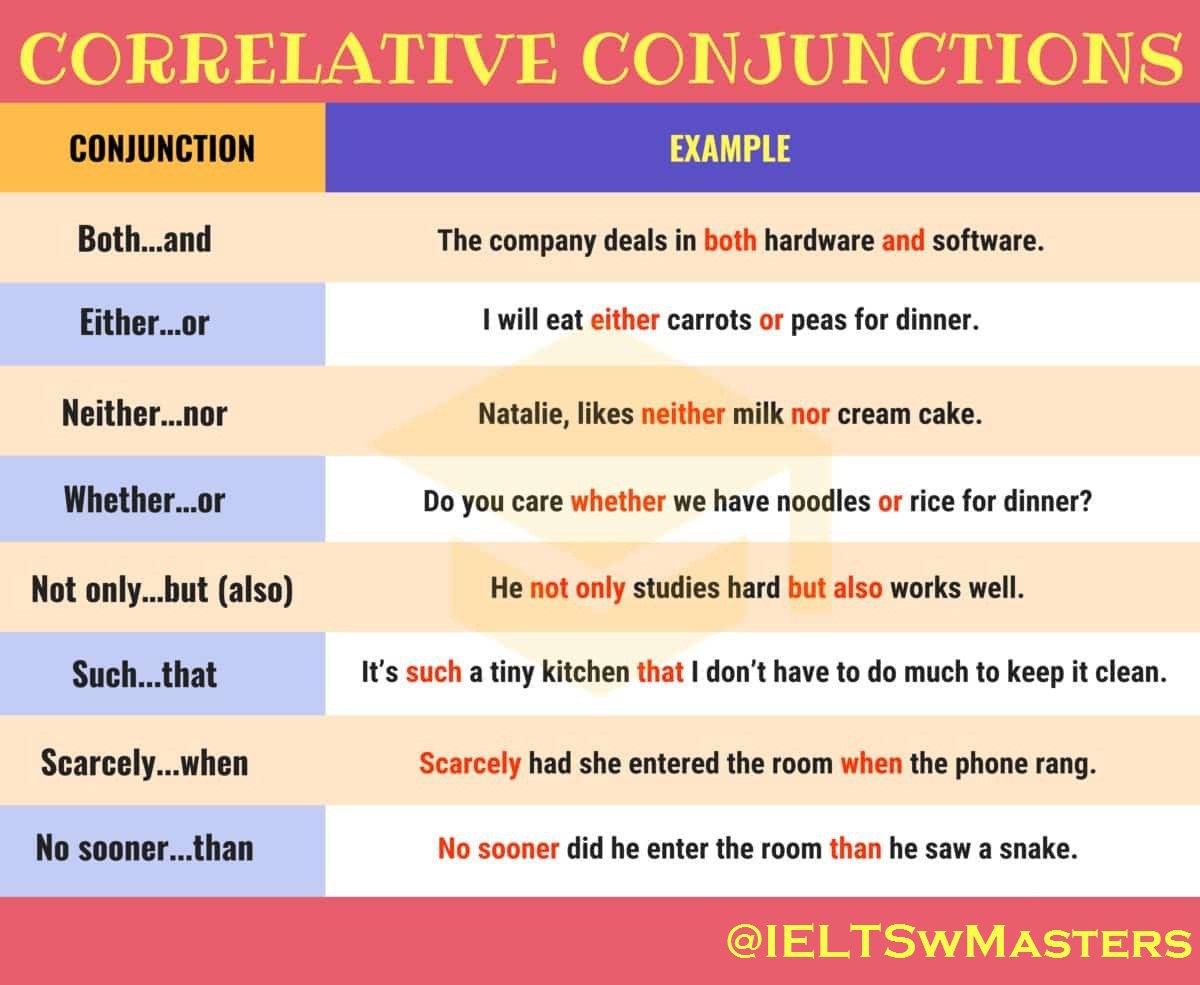 CORRELATIVE CONJUNCTIONS
CONJUNCTION EXAMPLE
Both...and The company deals in both hardware and software.
Either...or I will eat either carrots or peas for dinner.
Neither...nor Natalie, likes neither milk nor cream cake.
Whether...or Do you care whether we have noodles or rice for dinner?
Not only...but (also) He not only studies hard but also works well.
Such...that It’s such a tiny kitchen that I don’t have to do much to keep it clean.
Scarcely...when Scarcely had she entered the room when the phone rang.
No sooner...than No sooner did he enter the room than he saw a snake.
@IELTSwMasters